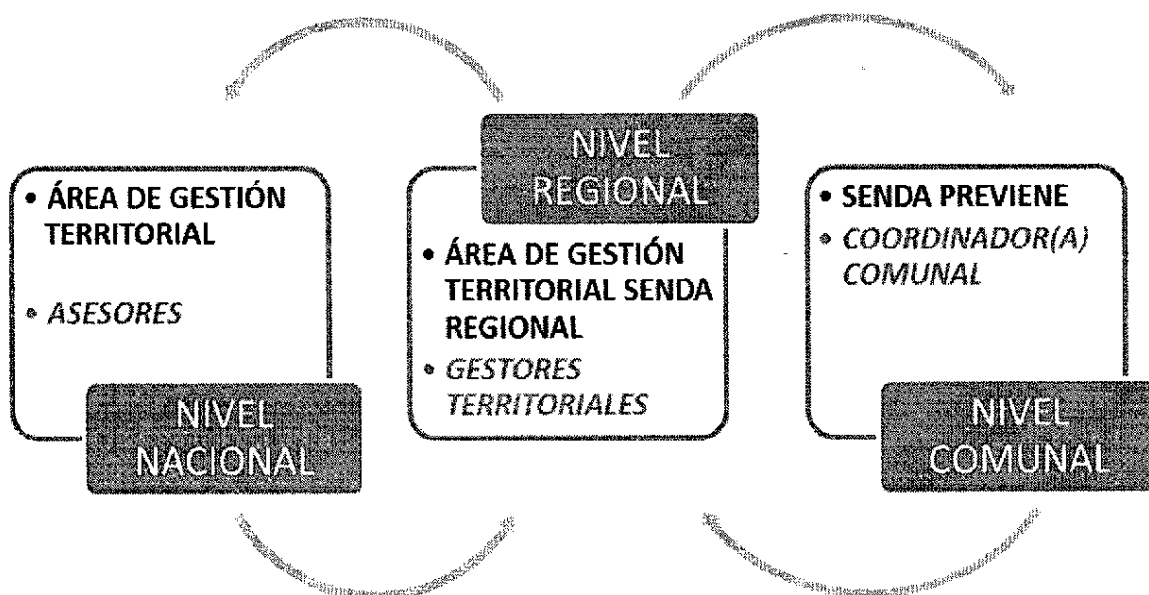 • ÁREA DE GESTIÓN
TERRITORIAL
• ASESORES
NIVEL
NACIONAL
NIVEL
REGIONAL
• ÁREA DE GESTIÓN
TERRITORIAL SENDA
REGIONAL
• GESTORES
TERRITORIALES
• SENDA PREVIENE
• COORDINADOR(A)
COMUNAL
NIVEL
COMUNAL